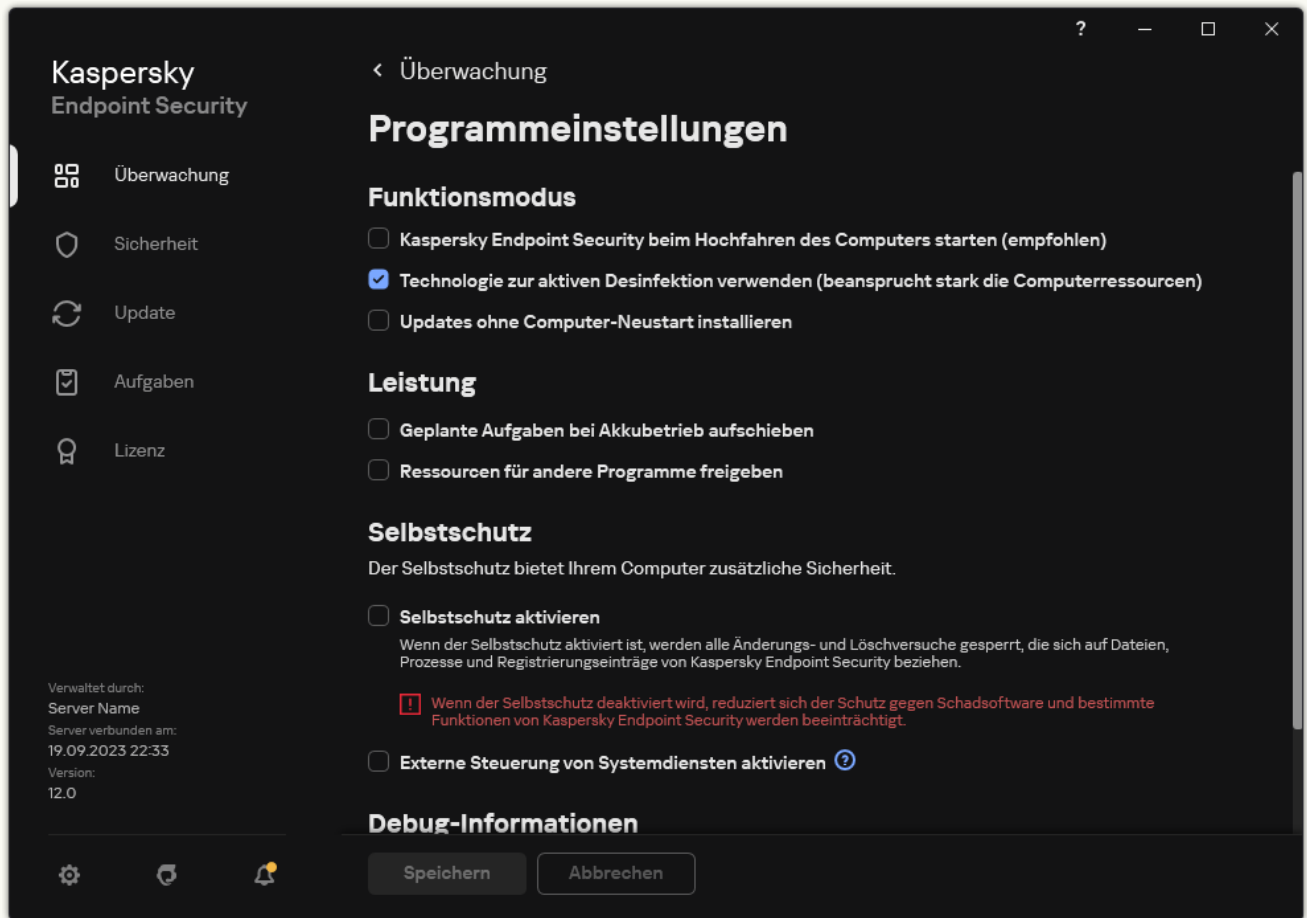 Kaspersky
Endpoint Security
Überwachung
Sicherheit
Update
Aufgaben
Lizenz
Verwaltet durch:
Server Name
Server verbunden am:
19.09.2023 22:33
Version:
12.0
?
Überwachung
Programmeinstellungen
Funktionsmodus
Kaspersky Endpoint Security beim Hochfahren des Computers starten (empfohlen)
Technologie zur aktiven Desinfektion verwenden (beansprucht stark die Computerressourcen)
Updates ohne Computer-Neustart installieren
Leistung
Geplante Aufgaben bei Akkubetrieb aufschieben
Ressourcen für andere Programme freigeben
Selbstschutz
Der Selbstschutz bietet Ihrem Computer zusätzliche Sicherheit.
Selbstschutz aktivieren
Wenn der Selbstschutz aktiviert ist, werden alle Änderungs- und Löschversuche gesperrt, die sich auf Dateien,
Prozesse und Registrierungseinträge von Kaspersky Endpoint Security beziehen.
Wenn der Selbstschutz deaktiviert wird, reduziert sich der Schutz gegen Schadsoftware und bestimmte
Funktionen von Kaspersky Endpoint Security werden beeinträchtigt.
Externe Steuerung von Systemdiensten aktivieren ?
Debug-Informationen
Speichern
Abbrechen